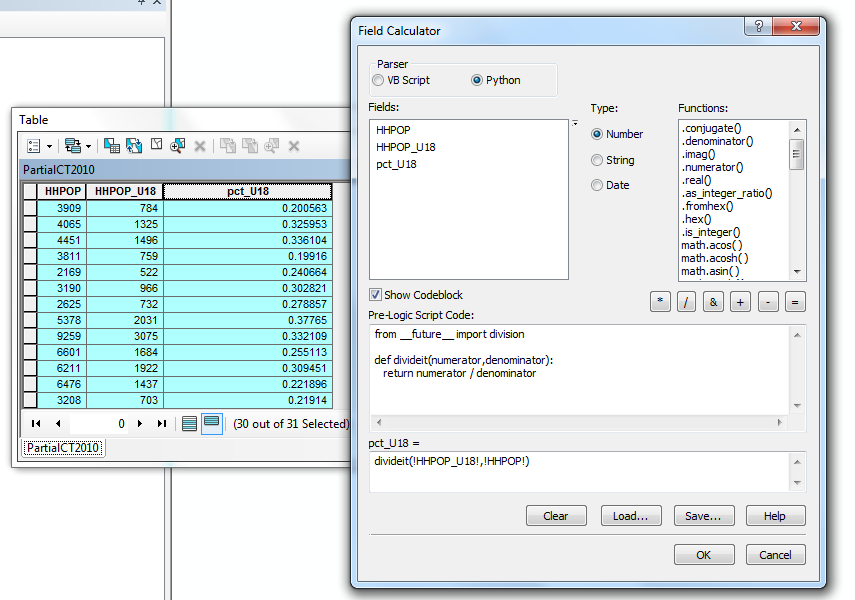 Table
PartialCT2010
HHPOP HHPOP_U18 pct_U18
3909 784 0.200563
4065 1325 0.325953
4451 1496 0.336104
3811 759 0.19916
2169 522 0.240664
3190 966 0.302821
2625 732 0.278857
5378 2031 0.37765
9259 3075 0.332109
6601 1684 0.255113
6211 1922 0.309451
6476 1437 0.221896
3208 703 0.21914
0 (30 out of 31 Selected)
PartialCT2010
Field Calculator
Parser
VB Script Python
Fields:
HHPOP
HHPOP_U18
pct_U18
Type:
Number
String
Date
Functions:
.conjugate()
.denominator()
.imag()
.numerator()
.real()
.as_integer_ratio()
.fromhex()
.hex()
.is_integer()
math.acos( )
math.acosh( )
math.asin( )
Show Codeblock
* / & + - =
Pre-Logic Script Code:
from __future__ import division
def divideit(numerator,denominator):
return numerator / denominator
pct_U18 =
divideit(!HHPOP_U18!,!HHPOP!)
Clear Load... Save... Help
OK Cancel